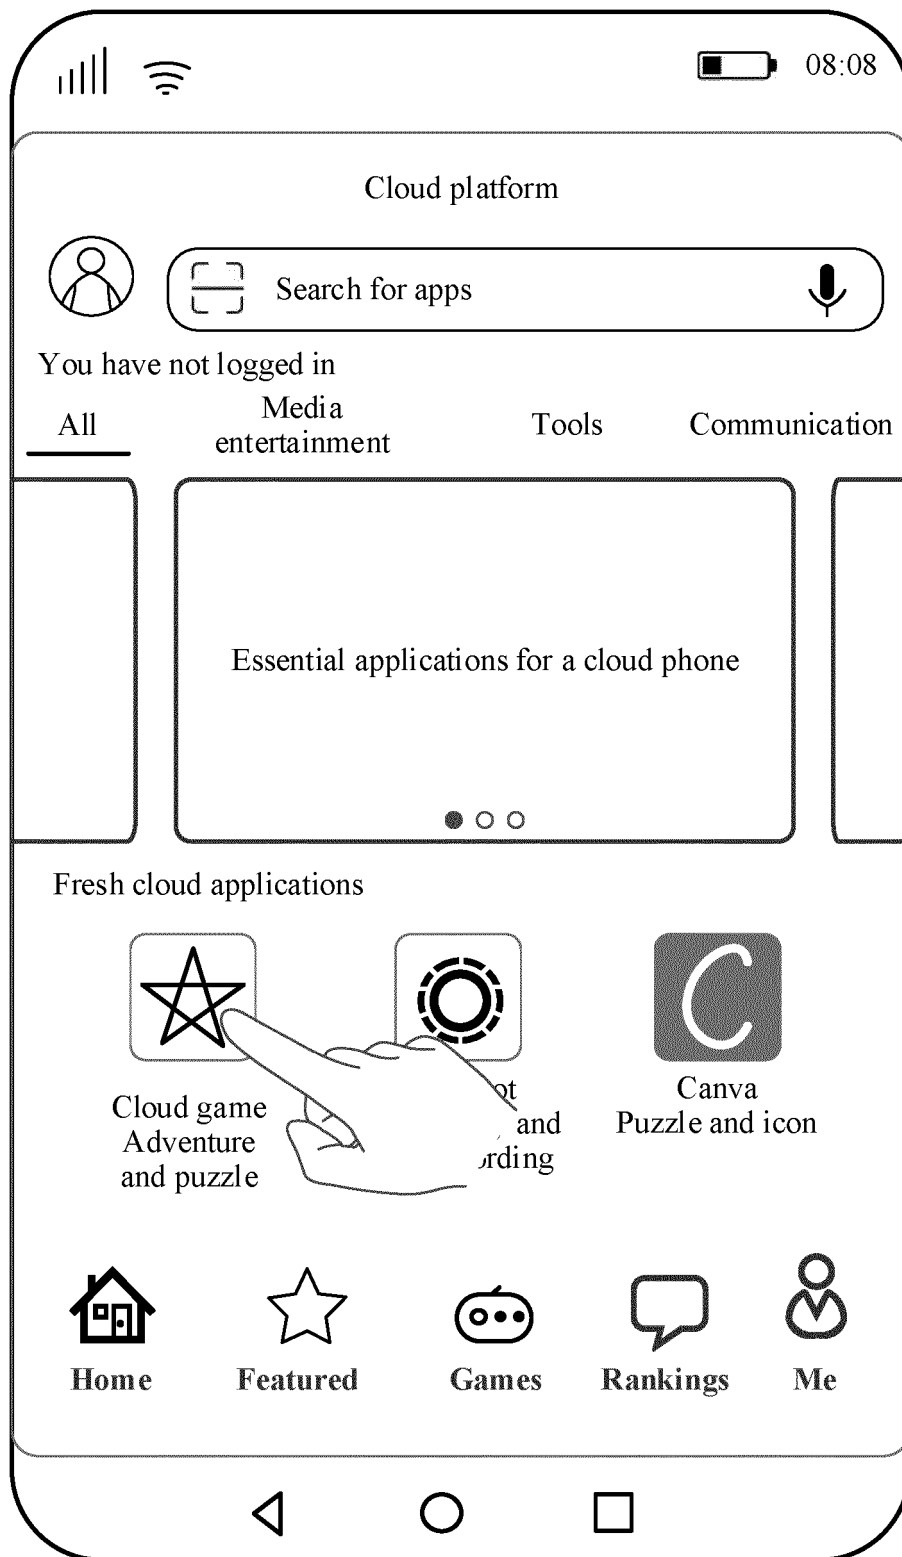 08:08
Cloud platform
Search for apps
You have not logged in
All
Media
entertainment
Tools
Communication
Essential applications for a cloud phone
Fresh cloud applications
Cloud game
Adventure
and puzzle
and
Canva
Puzzle and icon
Home
Featured
Games
Rankings
Me